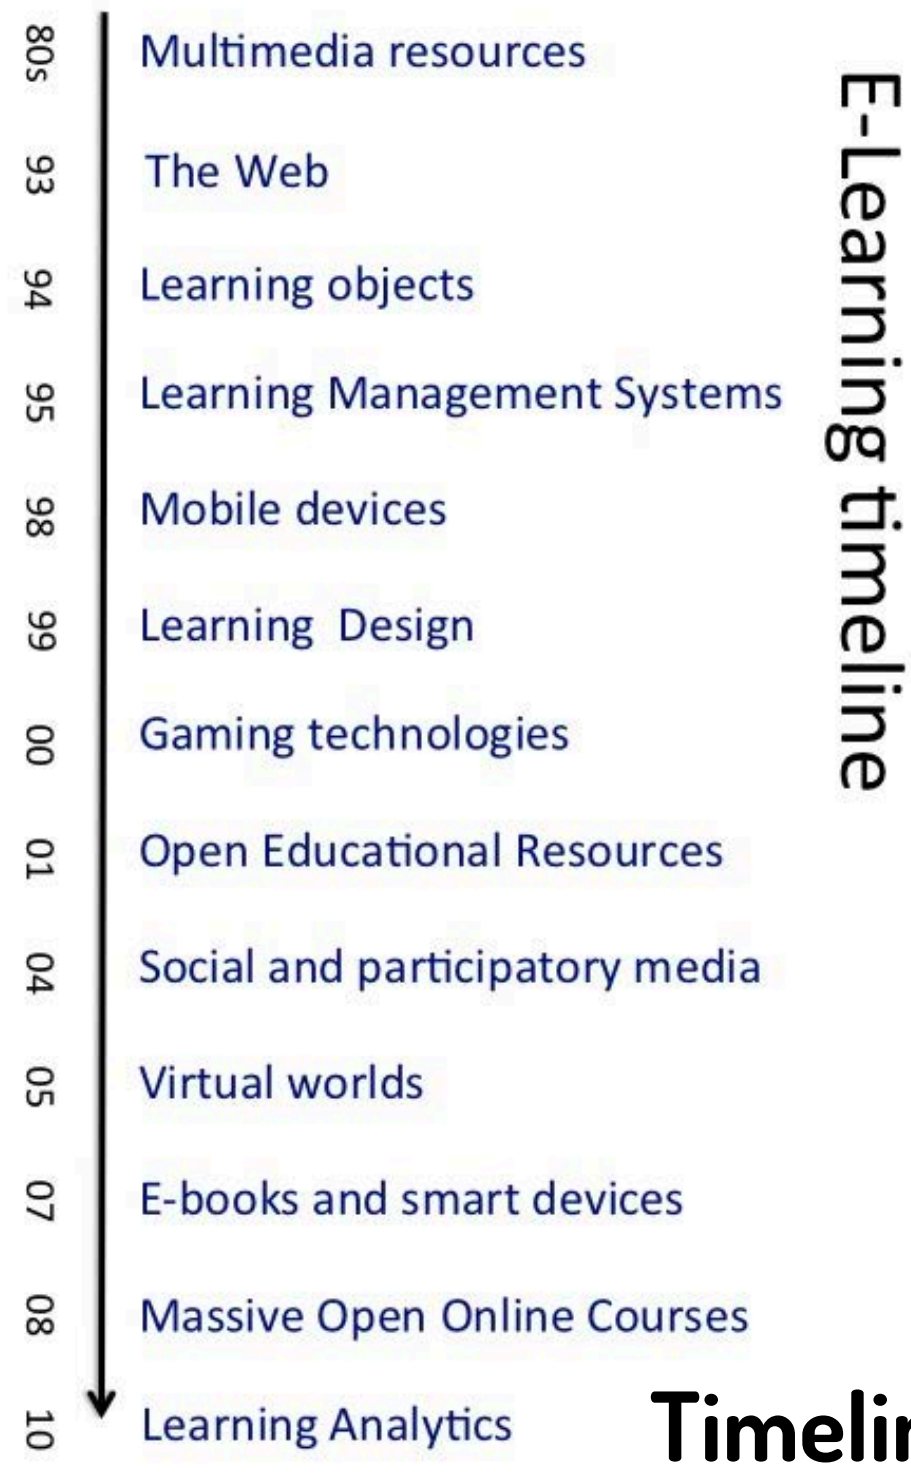 E-Learning timeline
80s Multimedia resources
93 The Web
94 Learning objects
95 Learning Management Systems
98 Mobile devices
99 Learning Design
00 Gaming technologies
01 Open Educational Resources
04 Social and participatory media
05 Virtual worlds
07 E-books and smart devices
08 Massive Open Online Courses
10 Learning Analytics